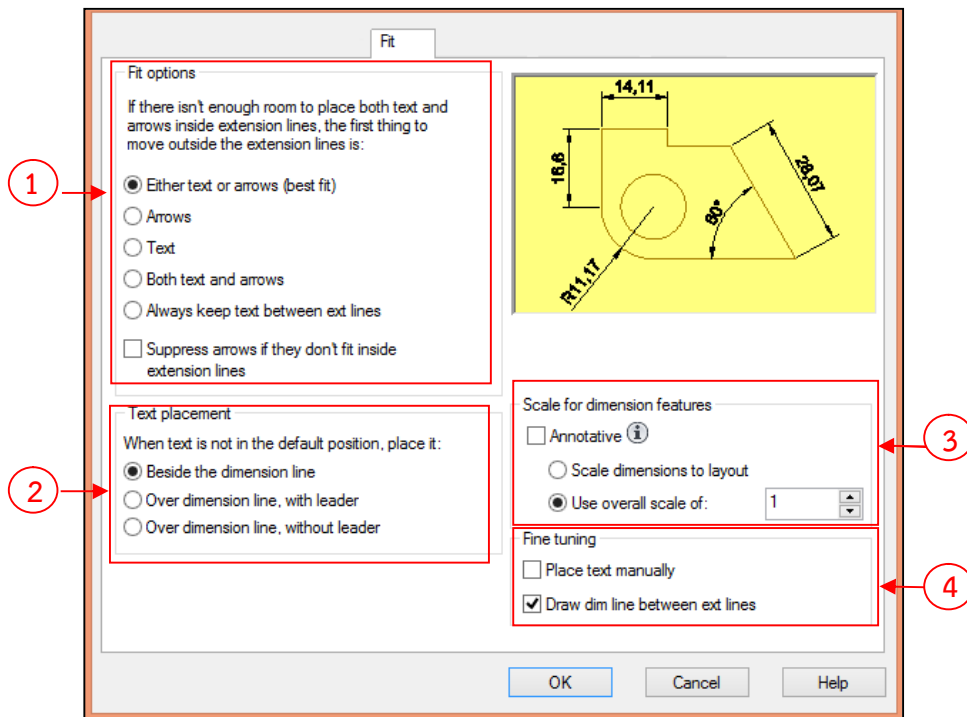 Fit
Fit options
If there isn't enough room to place both text and
arrows inside extension lines, the first thing to
move outside the extension lines is:
Either text or arrows (best fit)
Arrows
Text
Both text and arrows
Always keep text between ext lines
Suppress arrows if they don't fit inside
extension lines
1
14,11
16,6
28,07
60°
R11,17
Text placement
When text is not in the default position, place it:
Beside the dimension line
Over dimension line, with leader
Over dimension line, without leader
2
Scale for dimension features
Annotative
Scale dimensions to layout
Use overall scale of:
1
3
Fine tuning
Place text manually
Draw dim line between ext lines
4
OK
Cancel
Help